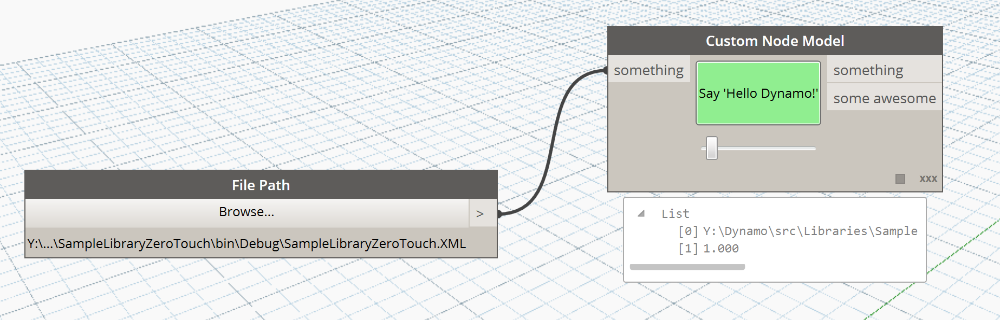 Custom Node Model
something
Say 'Hello Dynamo!'
something
some awesome
xxx
File Path
Browse...
>
Y:\...\SampleLibraryZeroTouch\bin\Debug\SampleLibraryZeroTouch.XML
List
[0] Y:\Dynamo\src\Libraries\Sample
[1] 1.000